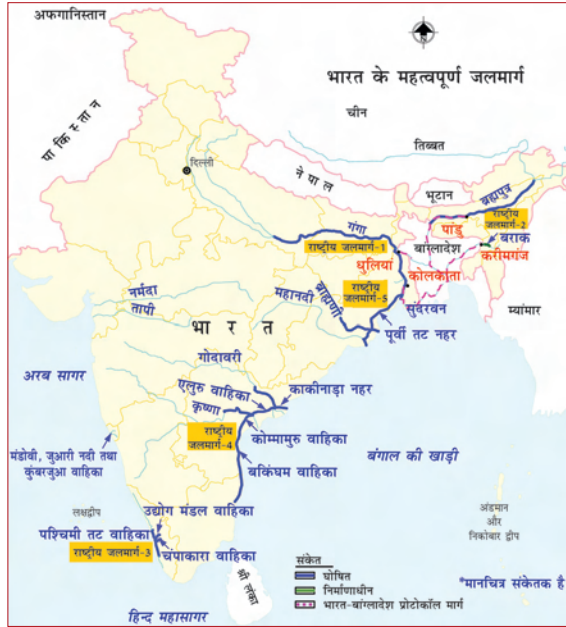 अफगानिस्तान
भारत के महत्वपूर्ण जलमार्ग
चीन
पाकिस्तान
तिब्बत
दिल्ली
नेपाल
भूटान
ब्रह्मपुत्र
राष्ट्रीय
जलमार्ग-2
गंगा
पांडु
राष्ट्रीय जलमार्ग-1
बांग्लादेश
बराक
धुलियां
करीमगंज
कोलकाता
राष्ट्रीय
जलमार्ग-5
ब्राह्मणी
नर्मदा
महानदी
सुंदरवन
म्यांमार
तापी
भारत
पूर्वी तट नहर
गोदावरी
अरब सागर
एलुरु वाहिका
काकीनाड़ा नहर
कृष्णा
राष्ट्रीय
जलमार्ग-4
कोम्मामुरु वाहिका
मंडोबी, जुआरी नदी तथा
कुंबरजुआ वाहिका
बंगाल की खाड़ी
बकिंघम वाहिका
लक्षद्वीप
उद्योग मंडल वाहिका
अंडमान
और
निकोबार द्वीप
पश्चिमी तट वाहिका
राष्ट्रीय जलमार्ग-3
चंपाकारा वाहिका
श्री लंका
संकेत
घोषित
निर्माणाधीन
भारत-बांग्लादेश प्रोटोकॉल मार्ग
*मानचित्र संकेतक है
हिन्द महासागर